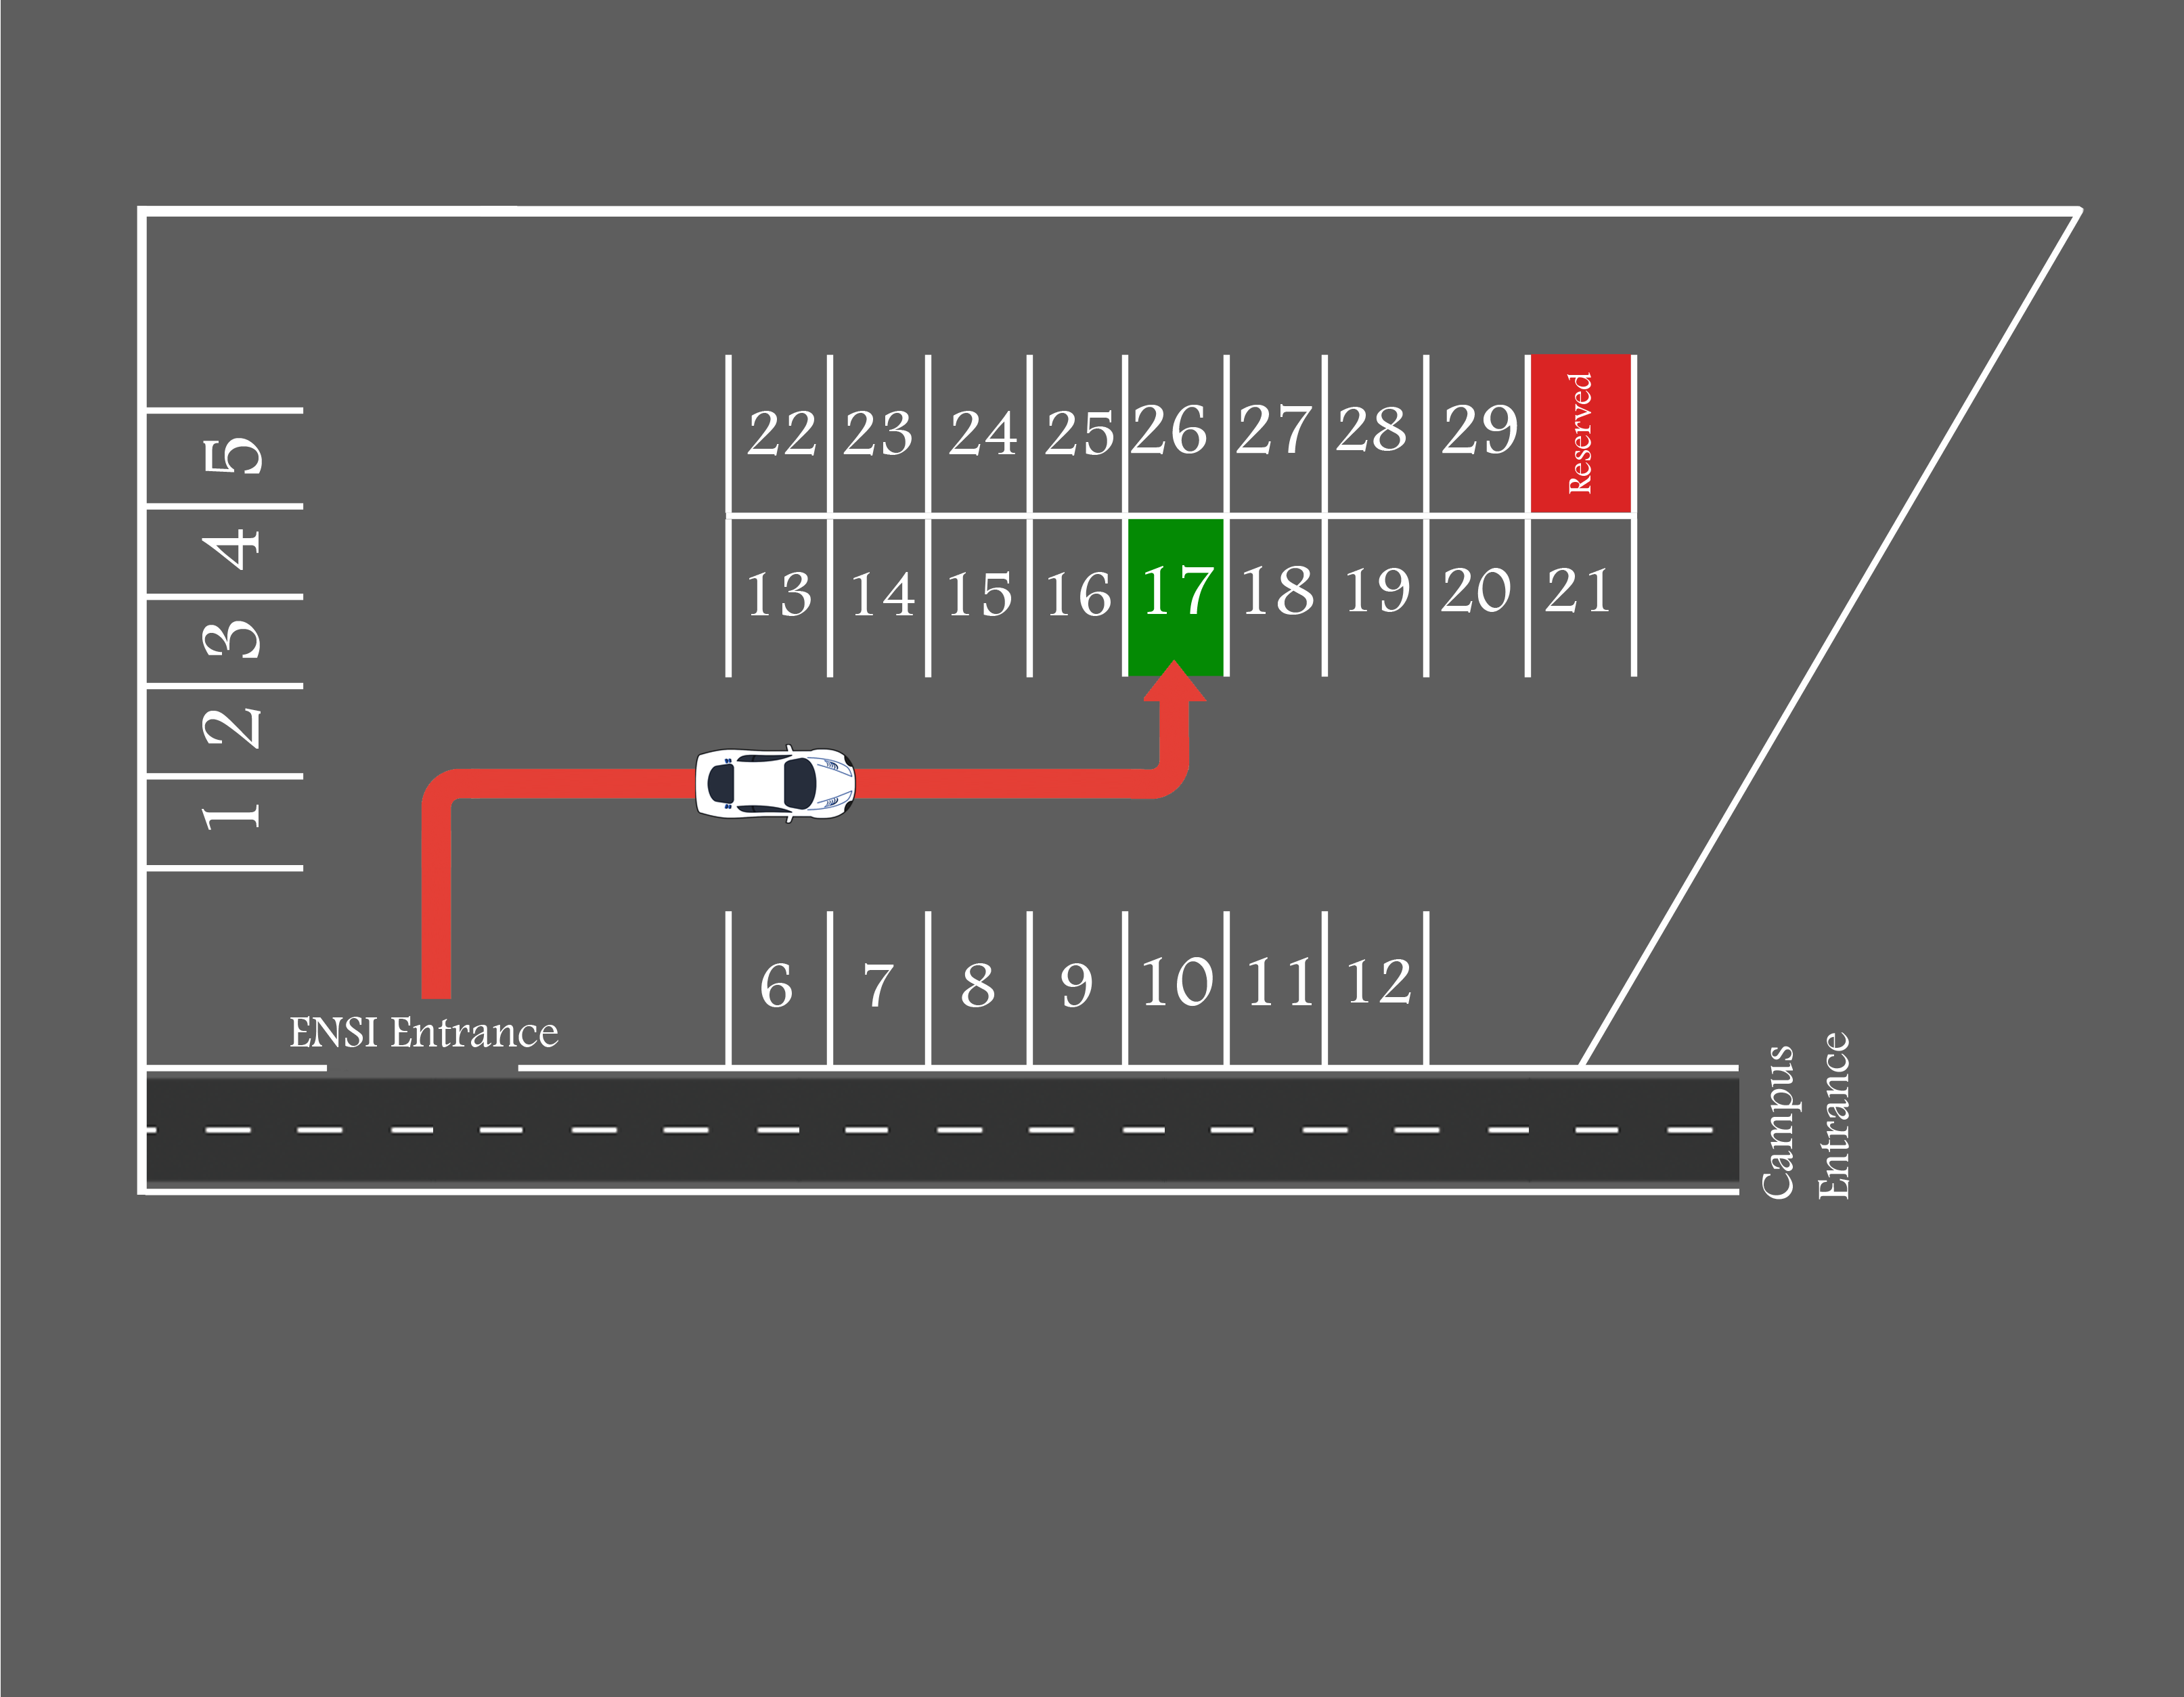 22 23 24 25 26 27 28 29 Reserved
5
4
13 14 15 16 17 18 19 20 21
3
2
1
6 7 8 9 10 11 12
ENSI Entrance
Campus
Entrance